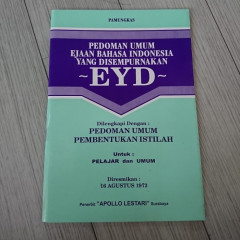 PAMUNGKAS
PEDOMAN UMUM
EJAAN BAHASA INDONESIA
YANG DISEMPURNAKAN
~EYD~
Dilengkapi Dengan :
PEDOMAN UMUM
PEMBENTUKAN ISTILAH
Untuk :
PELAJAR dan UMUM
Diresmikan :
16 AGUSTUS 1972
Penerbit "APOLLO LESTARI" Surabaya